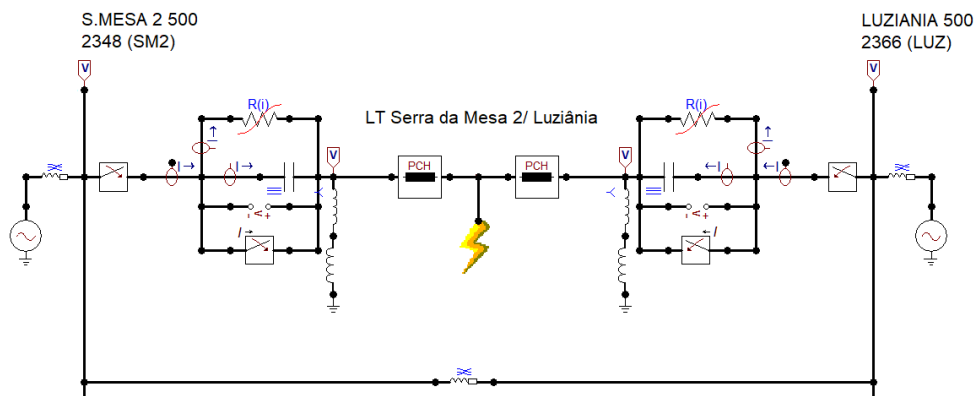 S.MESA 2 500
2348 (SM2)
LUZIANIA 500
2366 (LUZ)
V
V
R(i)
LT Serra da Mesa 2/ Luziânia
R(i)
I
I
V
V
I
I
PCH
PCH
I
I
- V +
- V +
I
I